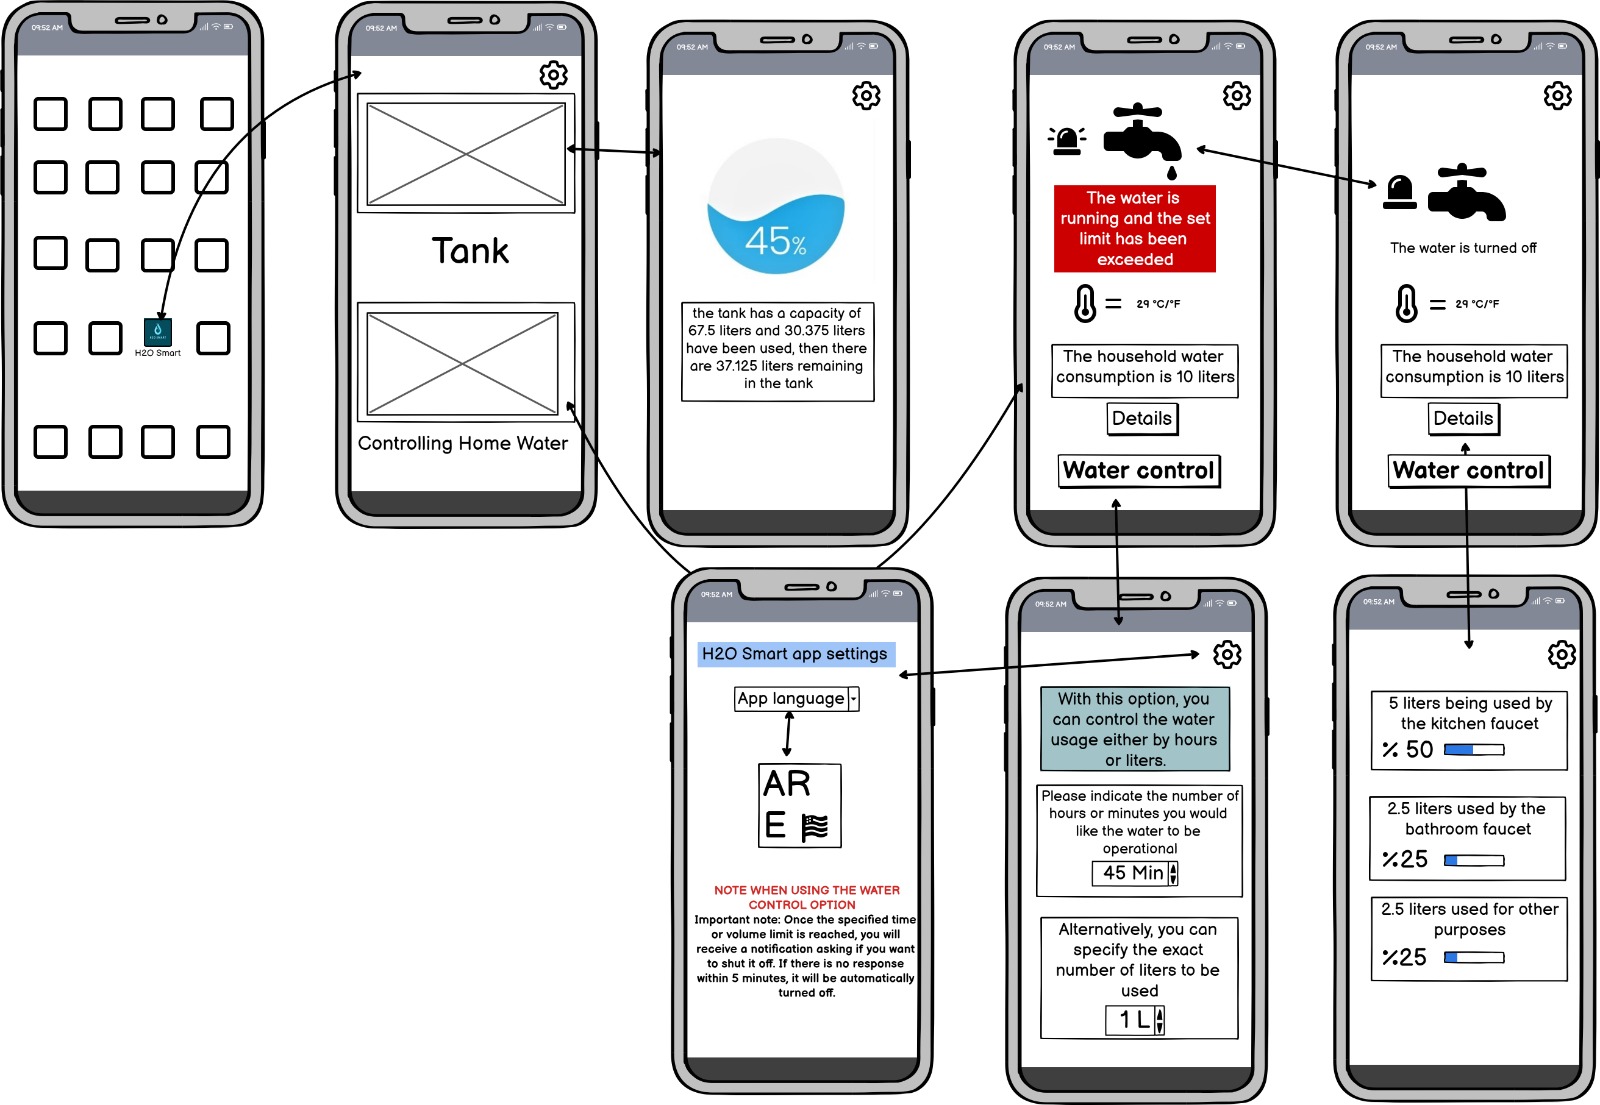 09:52 AM
H2O Smart
09:52 AM
Tank
Controlling Home Water
09:52 AM
45%
the tank has a capacity of
67.5 liters and 30.375 liters
have been used, then there
are 37.125 liters remaining
in the tank
09:52 AM
The water is
running and the set
limit has been
exceeded
= 29 °C/°F
The household water
consumption is 10 liters
Details
Water control
09:52 AM
The water is turned off
= 29 °C/°F
The household water
consumption is 10 liters
Details
Water control
09:52 AM
H2O Smart app settings
App language
AR
E
NOTE WHEN USING THE WATER
CONTROL OPTION
Important note: Once the specified time
or volume limit is reached, you will
receive a notification asking if you want
to shut it off. If there is no response
within 5 minutes, it will be automatically
turned off.
09:52 AM
With this option, you
can control the water
usage either by hours
or liters.
Please indicate the number of
hours or minutes you would
like the water to be
operational
45 Min
Alternatively, you can
specify the exact
number of liters to be
used
1 L
09:52 AM
5 liters being used by
the kitchen faucet
٪ 50
2.5 liters used by the
bathroom faucet
٪25
2.5 liters used for other
purposes
٪25